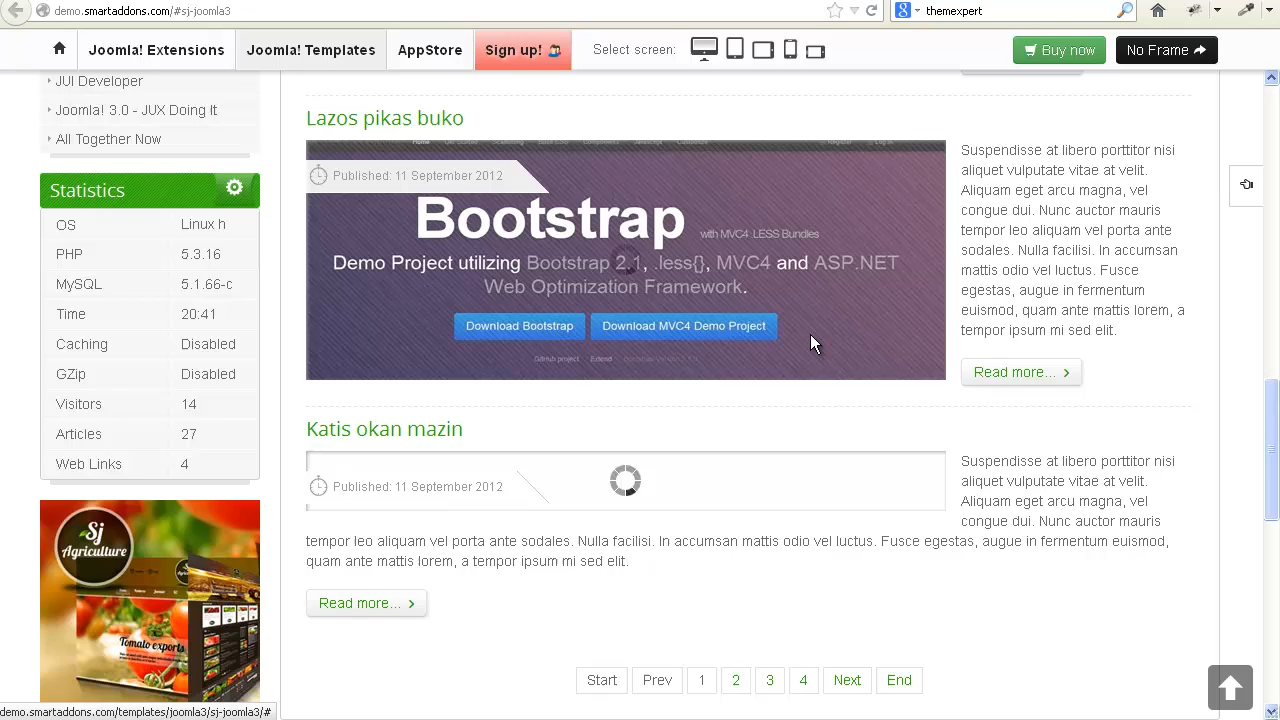 demo.smartaddons.com/#sj-joomla3
themexpert
Joomla! Extensions
Joomla! Templates
AppStore
Sign up!
Select screen:
Buy now
No Frame
JUI Developer
Joomla! 3.0 - JUX Doing It
All Together Now
Statistics
OS Linux h
PHP 5.3.16
MySQL 5.1.66-c
Time 20:41
Caching Disabled
GZip Disabled
Visitors 14
Articles 27
Web Links 4
Sj
Agriculture
Tomato exports
demo.smartaddons.com/templates/joomla3/sj-joomla3/#
Lazos pikas buko
Published: 11 September 2012
Bootstrap with MVC4 .LESS Bundles
Demo Project utilizing Bootstrap 2.1, .less{}, MVC4 and ASP.NET
Web Optimization Framework.
Download Bootstrap
Download MVC4 Demo Project
GitHub project Extend
Suspendisse at libero porttitor nisi
aliquet vulputate vitae at velit.
Aliquam eget arcu magna, vel
congue dui. Nunc auctor mauris
tempor leo aliquam vel porta ante
sodales. Nulla facilisi. In accumsan
mattis odio vel luctus. Fusce
egestas, augue in fermentum
euismod, quam ante mattis lorem, a
tempor ipsum mi sed elit.
Read more...
Katis okan mazin
Published: 11 September 2012
Suspendisse at libero porttitor nisi
aliquet vulputate vitae at velit.
Aliquam eget arcu magna, vel
congue dui. Nunc auctor mauris
tempor leo aliquam vel porta ante sodales. Nulla facilisi. In accumsan mattis odio vel luctus. Fusce egestas, augue in fermentum euismod,
quam ante mattis lorem, a tempor ipsum mi sed elit.
Read more...
Start Prev 1 2 3 4 Next End